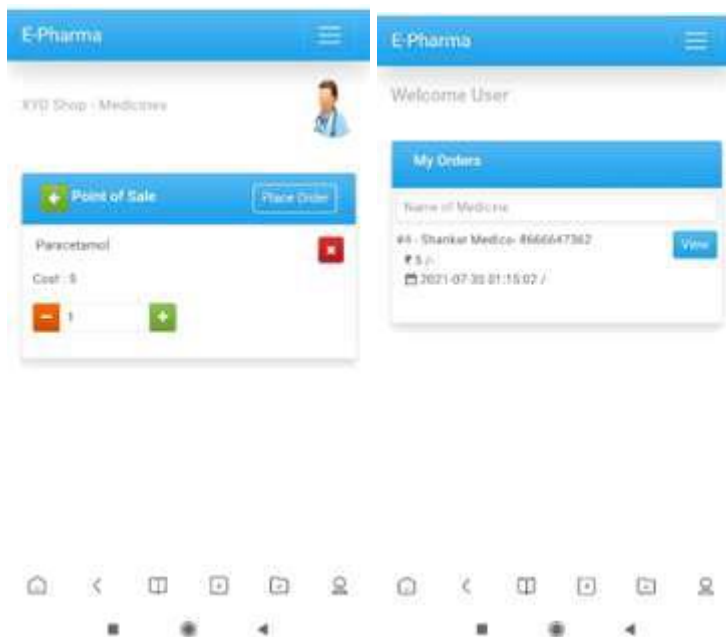 E-Pharma
XYD Shop - Medicines
Point of Sale
Place Order
Paracetamol
Cost : 5
1
E-Pharma
Welcome User
My Orders
Name of Medicine
#4 - Shankar Medico- 8666647362
View
₹ 5 /-
2021-07-30 01:15:02 /